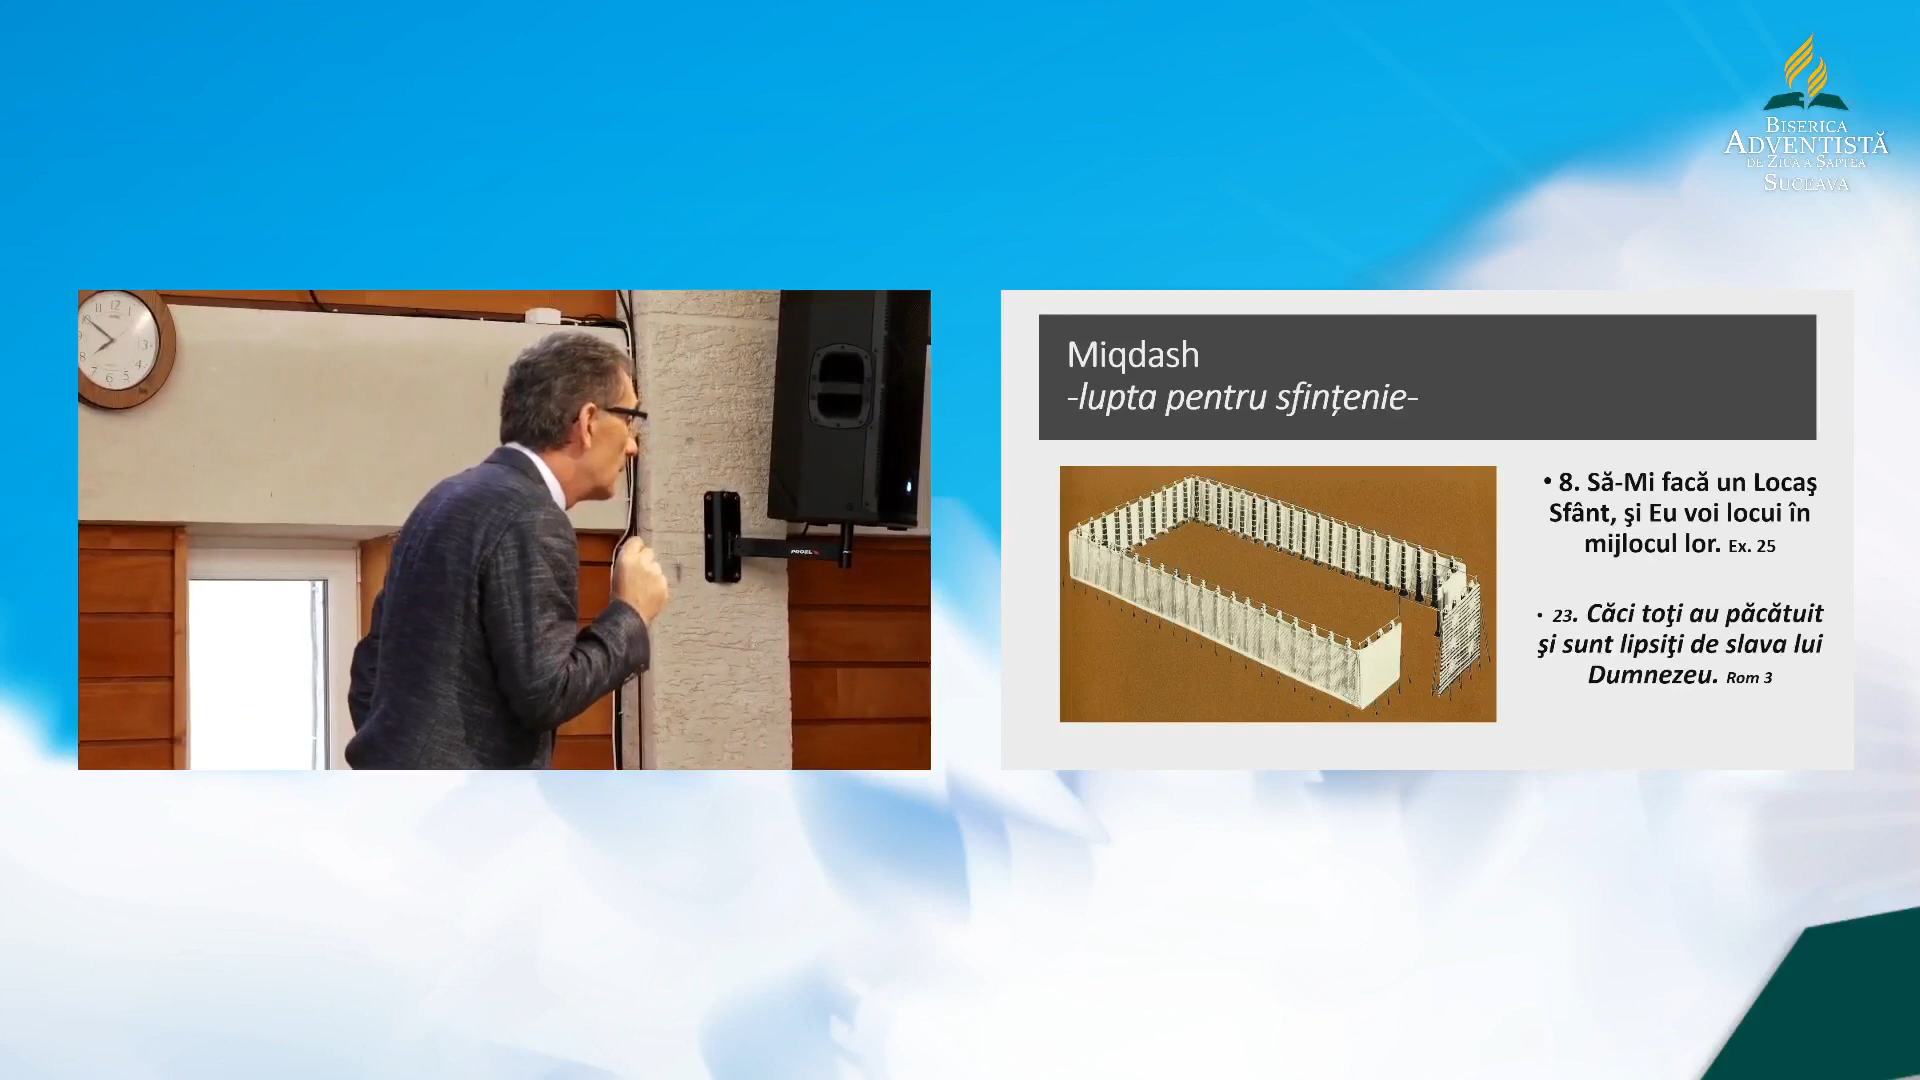 BISERICA
ADVENTISTĂ
DE ZIUA A ȘAPTEA
SUCEAVA
Miqdash
-lupta pentru sfințenie-
• 8. Să-Mi facă un Locaş
Sfânt, şi Eu voi locui în
mijlocul lor. Ex. 25
• 23. Căci toţi au păcătuit
şi sunt lipsiţi de slava lui
Dumnezeu. Rom 3
PROEL